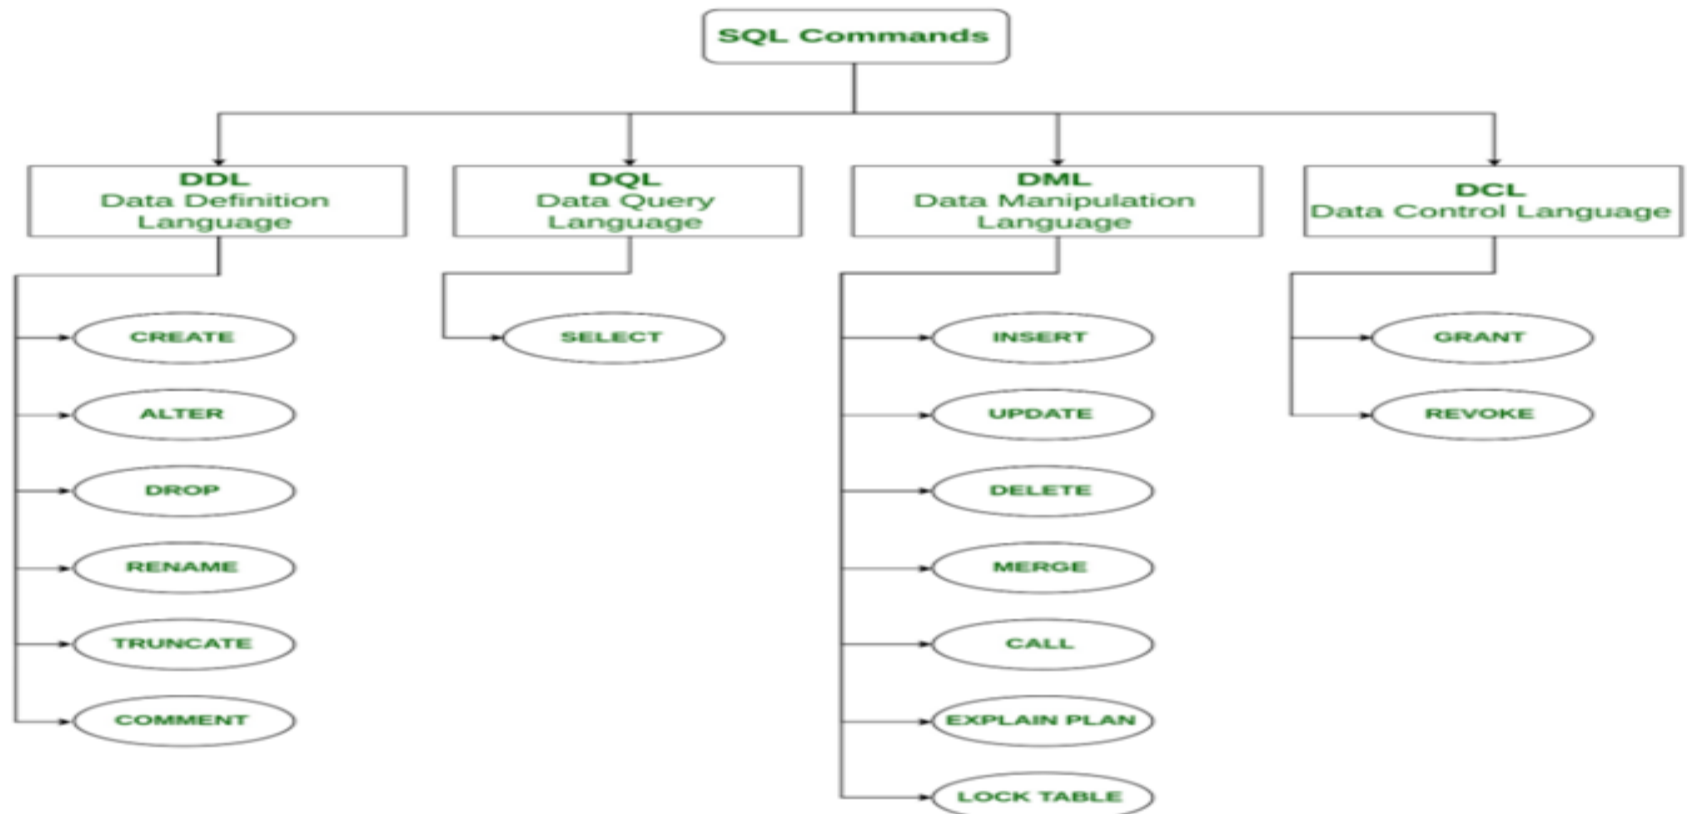 SQL Commands
DDL
Data Definition
Language
DQL
Data Query
Language
DML
Data Manipulation
Language
DCL
Data Control Language
CREATE
ALTER
DROP
RENAME
TRUNCATE
COMMENT
SELECT
INSERT
UPDATE
DELETE
MERGE
CALL
EXPLAIN PLAN
LOCK TABLE
GRANT
REVOKE